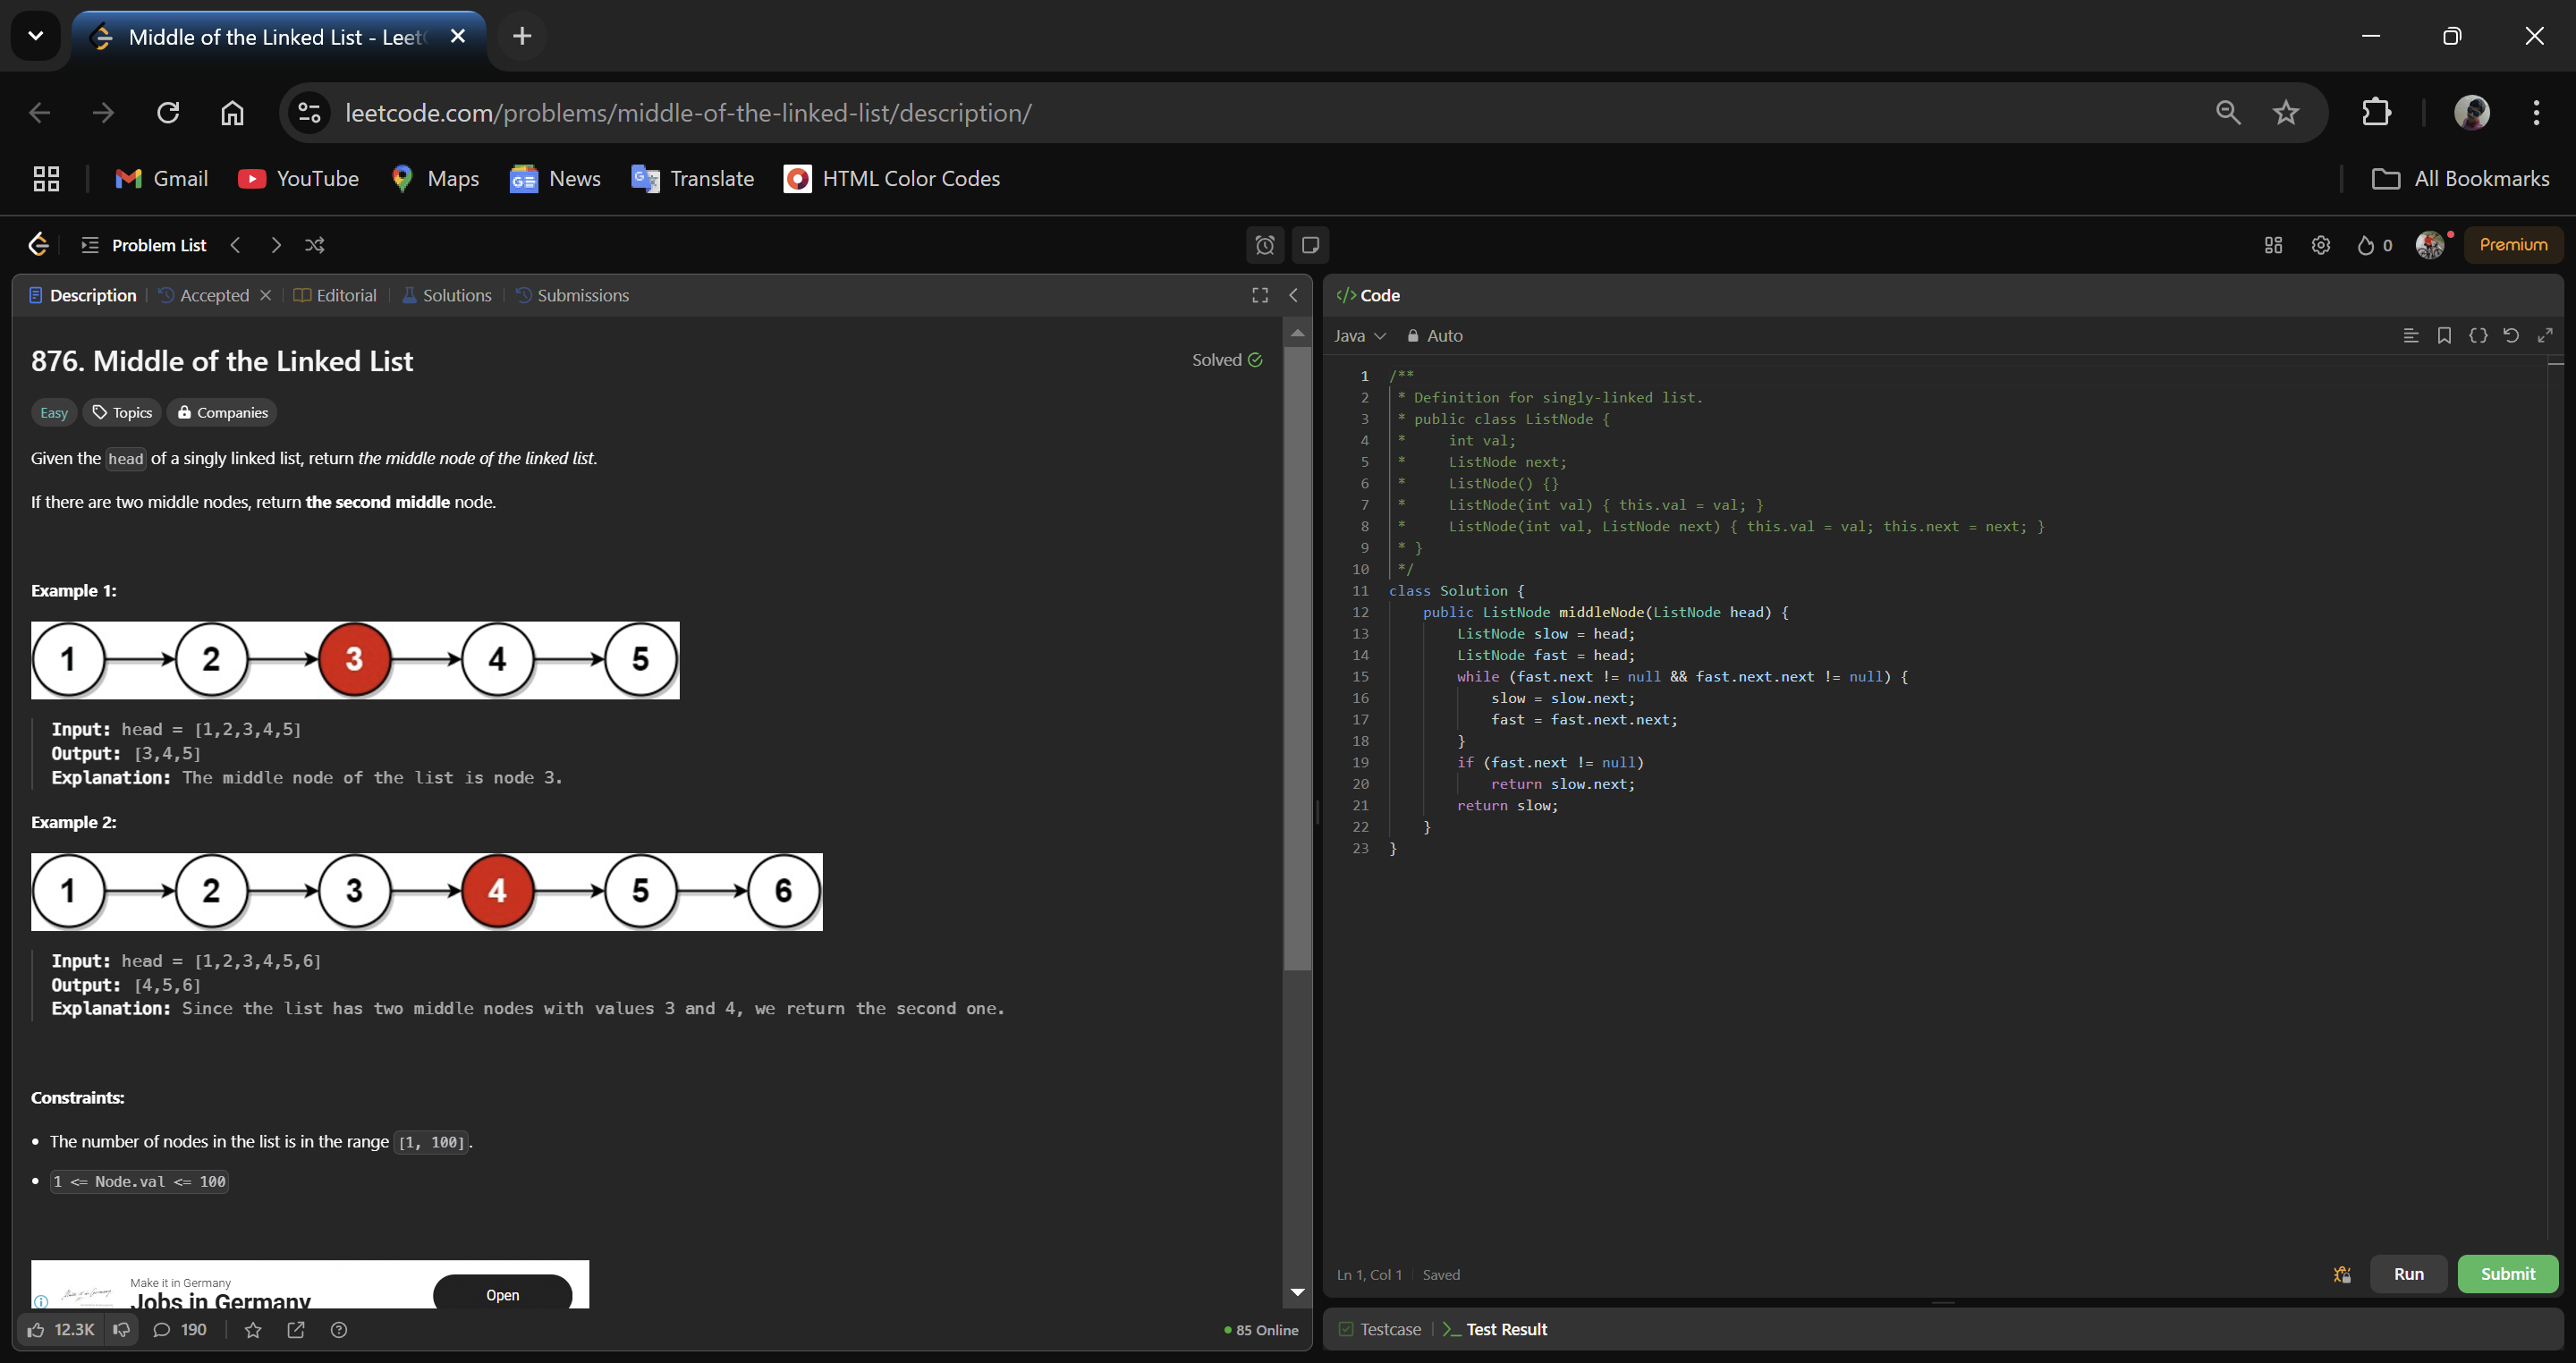 Middle of the Linked List - Leet
leetcode.com/problems/middle-of-the-linked-list/description/
Gmail YouTube Maps News Translate HTML Color Codes All Bookmarks
Problem List 0 Premium
Description Accepted Editorial Solutions Submissions
876. Middle of the Linked List
Solved
Easy Topics Companies
Given the head of a singly linked list, return the middle node of the linked list.
If there are two middle nodes, return the second middle node.
Example 1:
1 2 3 4 5
Input: head = [1,2,3,4,5]
Output: [3,4,5]
Explanation: The middle node of the list is node 3.
Example 2:
1 2 3 4 5 6
Input: head = [1,2,3,4,5,6]
Output: [4,5,6]
Explanation: Since the list has two middle nodes with values 3 and 4, we return the second one.
Constraints:
• The number of nodes in the list is in the range [1, 100].
• 1 <= Node.val <= 100
Make it in Germany
Jobs in Germany
Open
12.3K 190 85 Online
</> Code
Java Auto
1 /**
2 * Definition for singly-linked list.
3 * public class ListNode {
4 *     int val;
5 *     ListNode next;
6 *     ListNode() {}
7 *     ListNode(int val) { this.val = val; }
8 *     ListNode(int val, ListNode next) { this.val = val; this.next = next; }
9 * }
10 */
11 class Solution {
12     public ListNode middleNode(ListNode head) {
13         ListNode slow = head;
14         ListNode fast = head;
15         while (fast.next != null && fast.next.next != null) {
16             slow = slow.next;
17             fast = fast.next.next;
18         }
19         if (fast.next != null)
20             return slow.next;
21         return slow;
22     }
23 }
Ln 1, Col 1 Saved
Run Submit
Testcase >_ Test Result